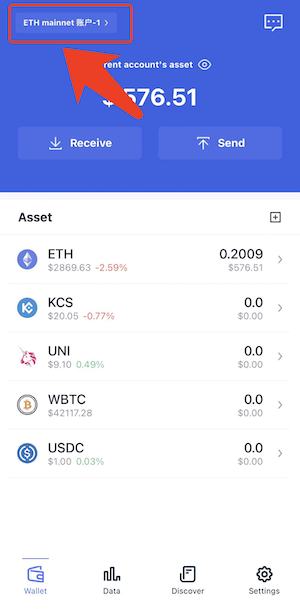 ETH mainnet 账户-1
rent account's asset
576.51
Receive
Send
Asset
ETH
0.2009
$2869.63 -2.59%
$576.51
KCS
0.0
$20.05 -0.77%
$0.00
UNI
0.0
$9.10 0.49%
$0.00
WBTC
0.0
$42117.28
$0.00
USDC
0.0
$1.00 0.03%
$0.00
Wallet
Data
Discover
Settings